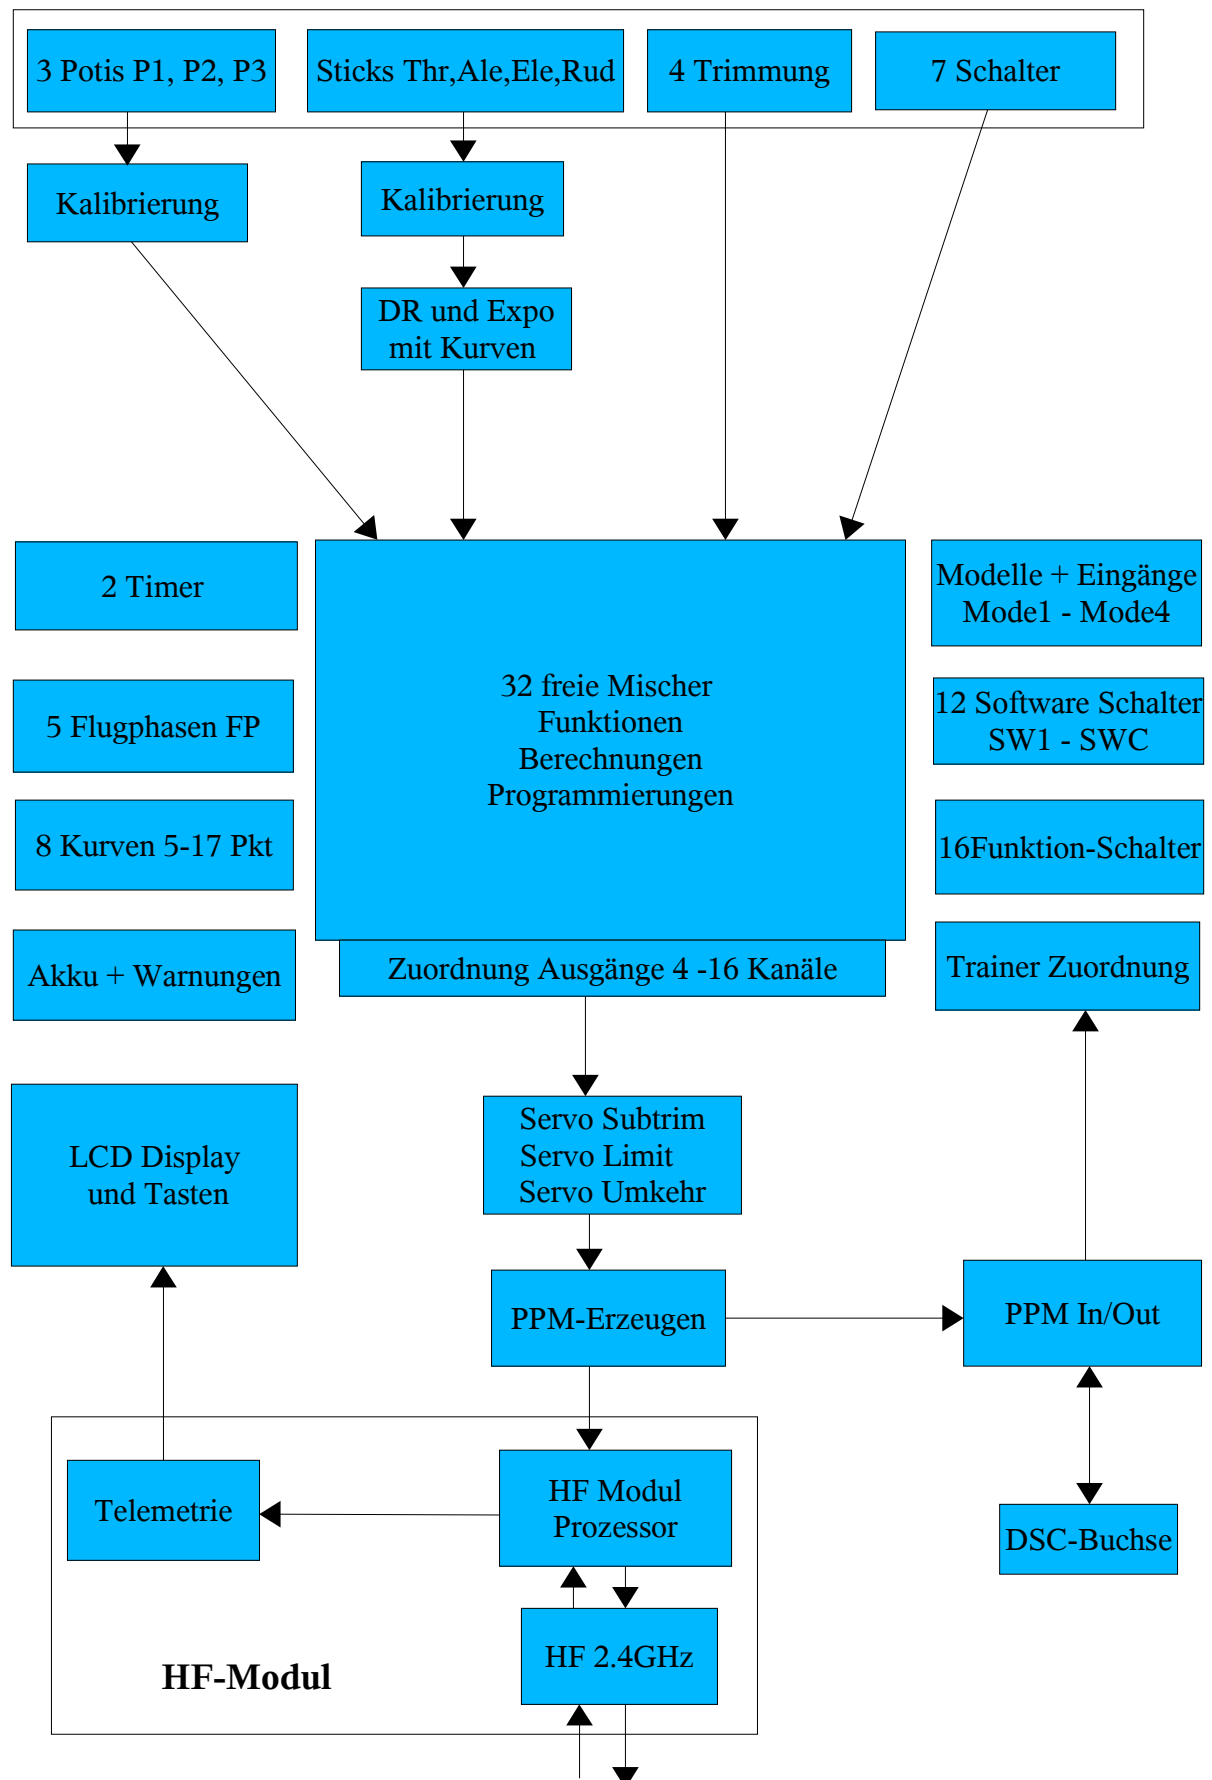 3 Potis P1, P2, P3
Sticks Thr,Ale,Ele,Rud
4 Trimmung
7 Schalter
Kalibrierung
Kalibrierung
DR und Expo
mit Kurven
2 Timer
5 Flugphasen FP
8 Kurven 5-17 Pkt
Akku + Warnungen
32 freie Mischer
Funktionen
Berechnungen
Programmierungen
Zuordnung Ausgänge 4 -16 Kanäle
Modelle + Eingänge
Mode1 - Mode4
12 Software Schalter
SW1 - SWC
16Funktion-Schalter
Trainer Zuordnung
LCD Display
und Tasten
Servo Subtrim
Servo Limit
Servo Umkehr
PPM-Erzeugen
PPM In/Out
Telemetrie
HF Modul
Prozessor
DSC-Buchse
HF 2.4GHz
HF-Modul